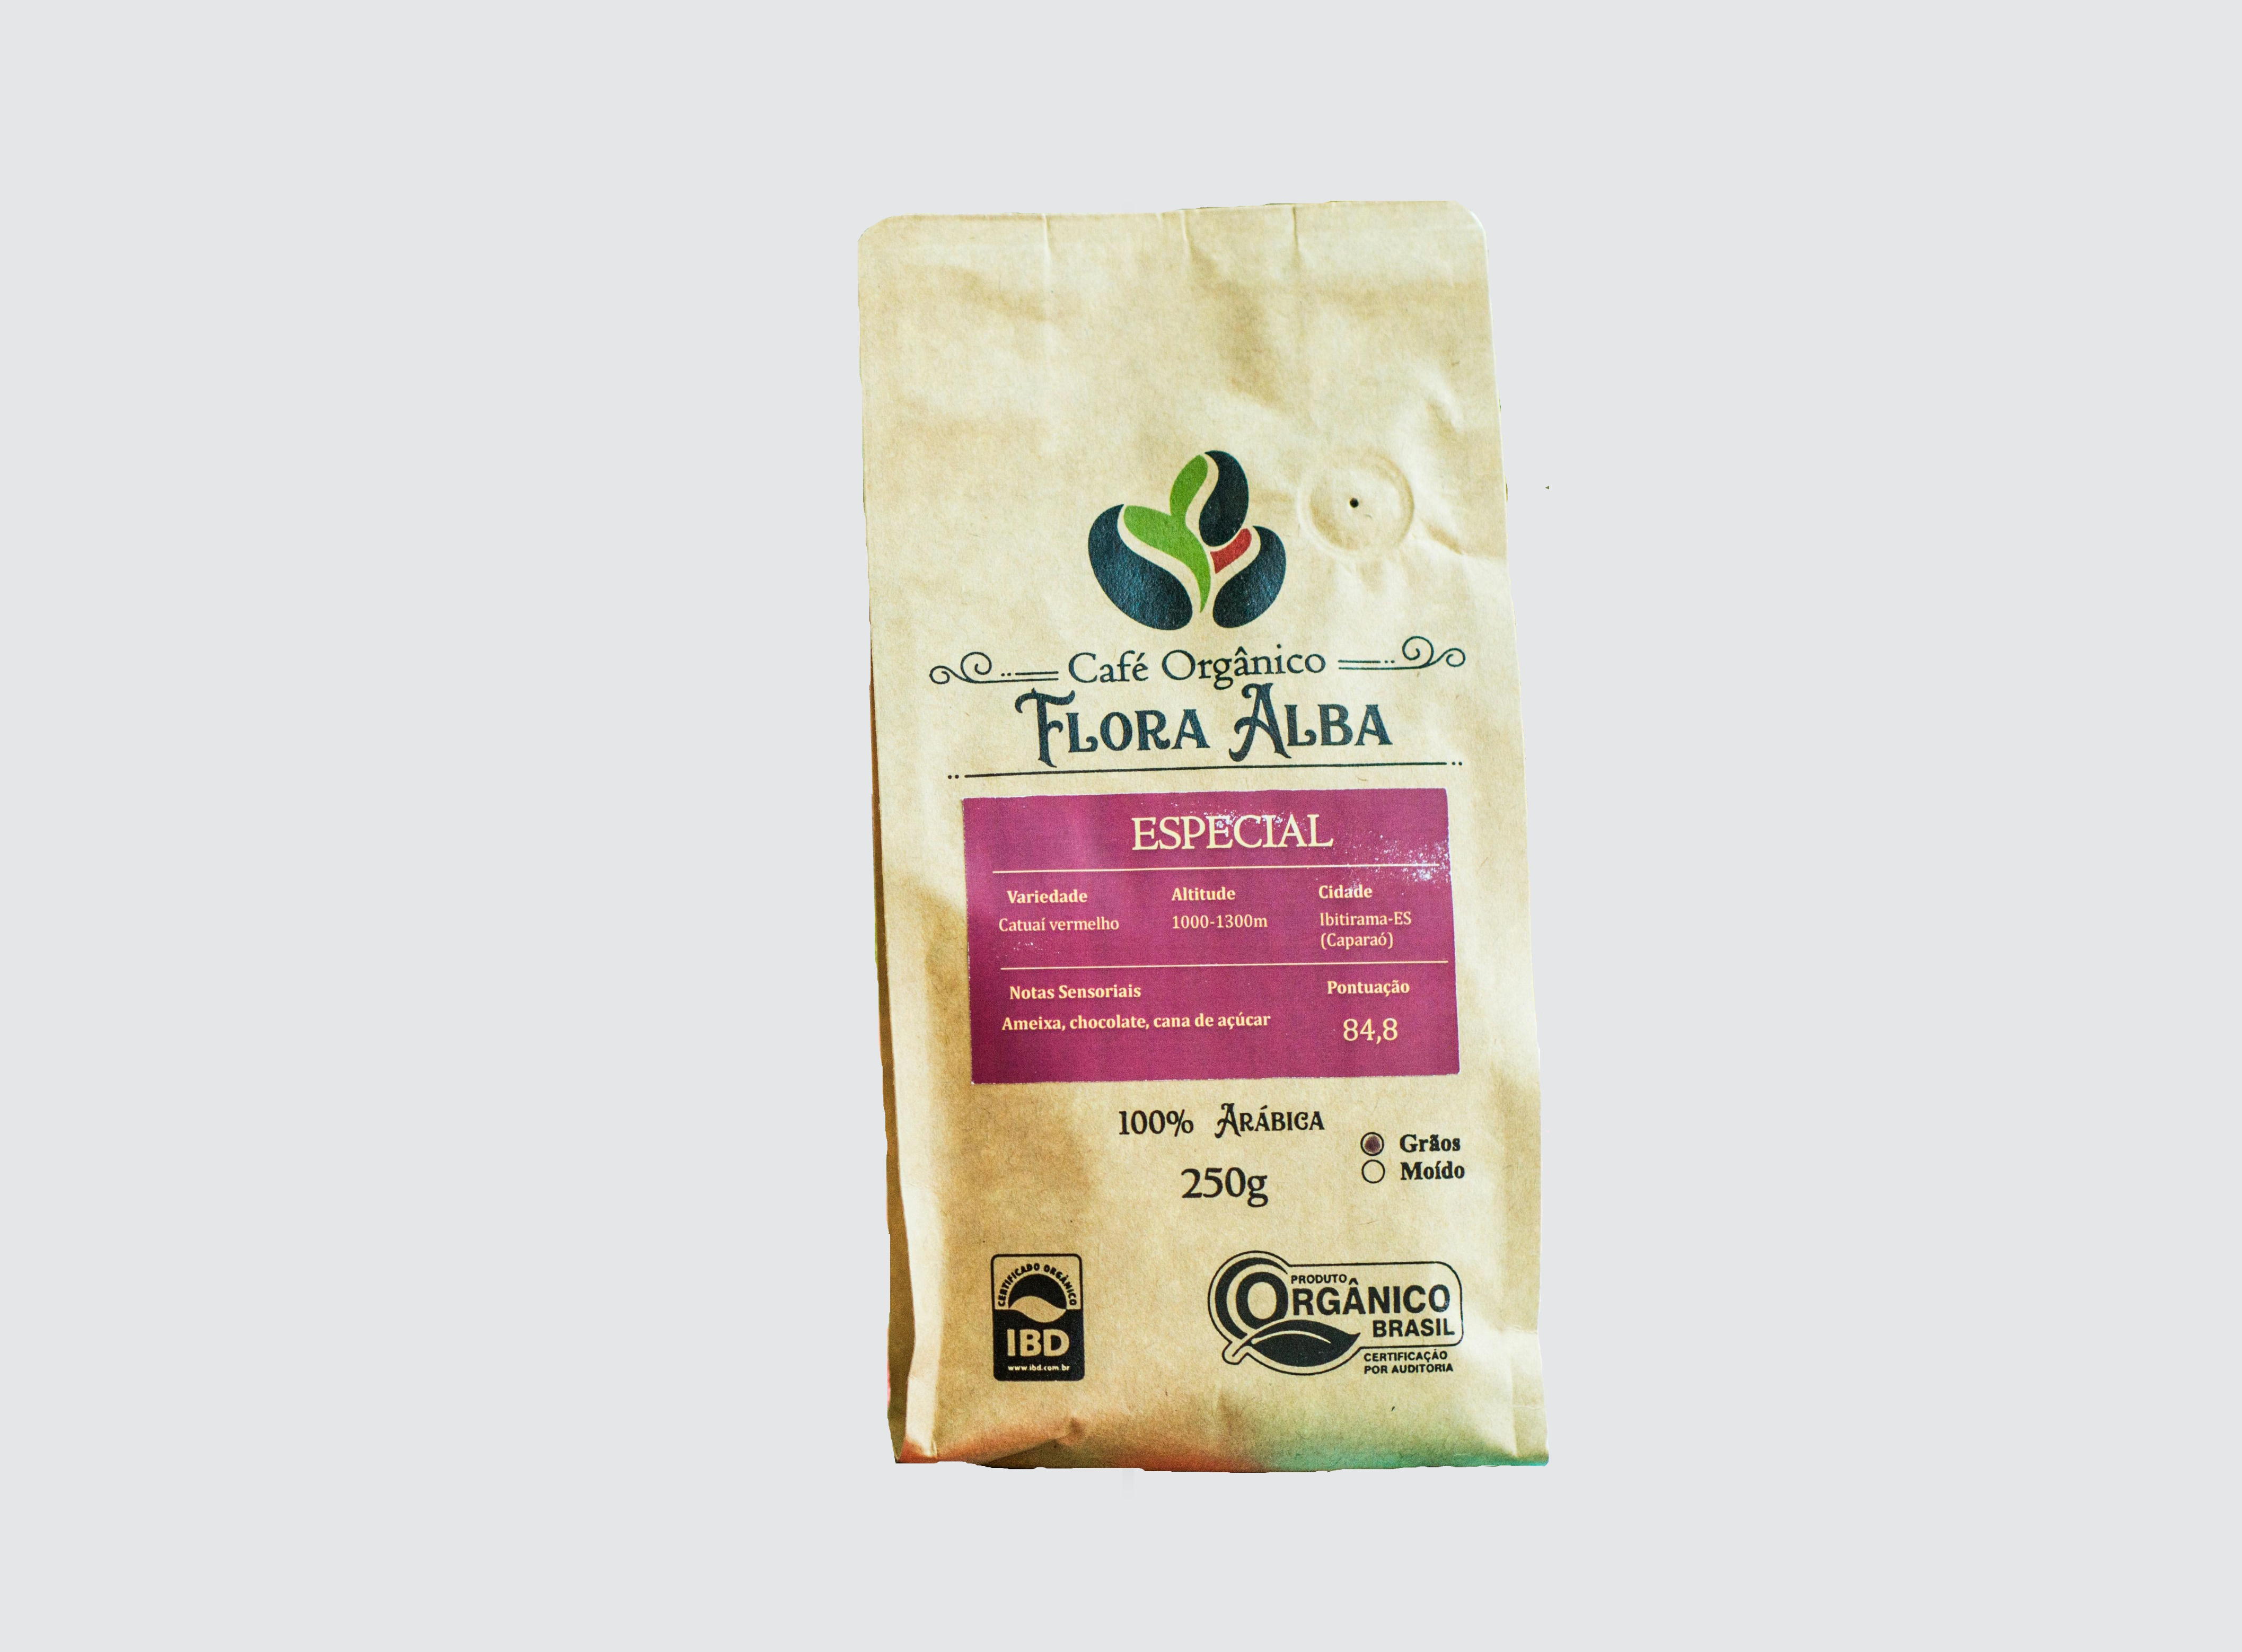 Café Orgânico
FLORA ALBA
ESPECIAL
Variedade Altitude Cidade
Catuaí vermelho 1000-1300m Ibitirama-ES
(Caparaó)
Notas Sensoriais Pontuação
Ameixa, chocolate, cana de açúcar 84,8
100% ARÁBICA
Grãos
Moído
250g
CERTIFICADO ORGÂNICO
IBD
www.ibd.com.br
PRODUTO
ORGÂNICO
BRASIL
CERTIFICAÇÃO
POR AUDITORIA